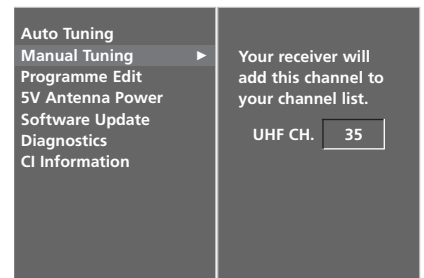 Auto Tuning
Manual Tuning ►
Programme Edit
5V Antenna Power
Software Update
Diagnostics
CI Information
Your receiver will
add this channel to
your channel list.
UHF CH. 35